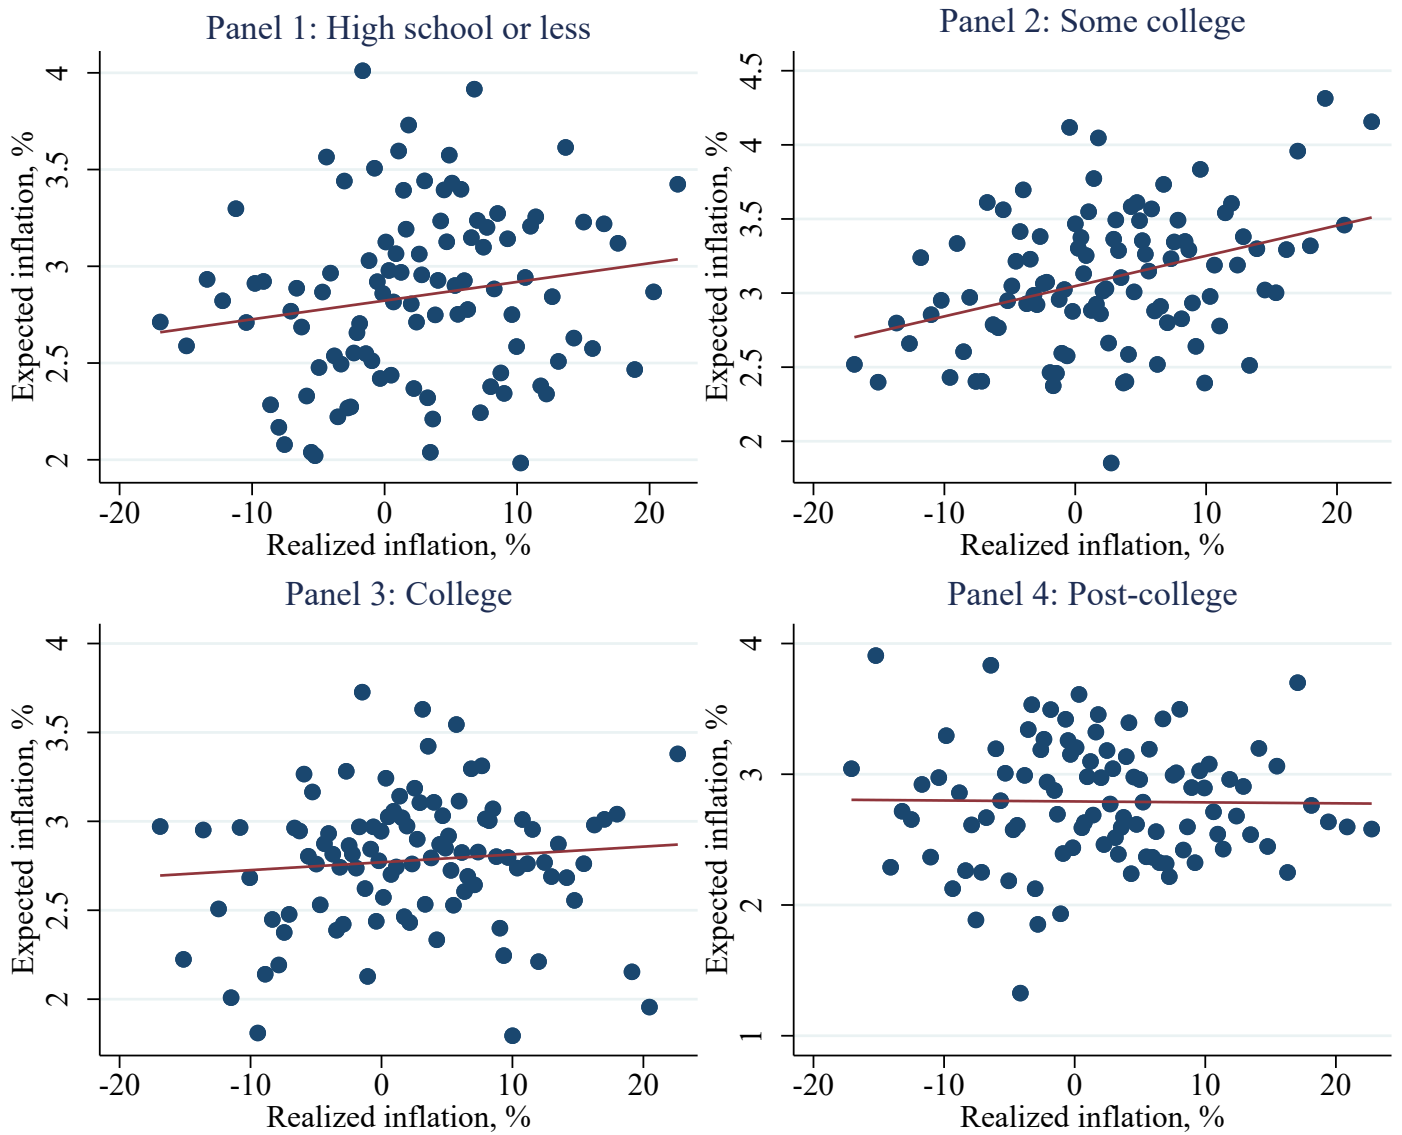 Panel 1: High school or less
Expected inflation, %
4
3.5
3
2.5
2
-20 -10 0 10 20
Realized inflation, %
Panel 2: Some college
Expected inflation, %
4.5
4
3.5
3
2.5
2
-20 -10 0 10 20
Realized inflation, %
Panel 3: College
Expected inflation, %
4
3.5
3
2.5
2
-20 -10 0 10 20
Realized inflation, %
Panel 4: Post-college
Expected inflation, %
4
3
2
1
-20 -10 0 10 20
Realized inflation, %